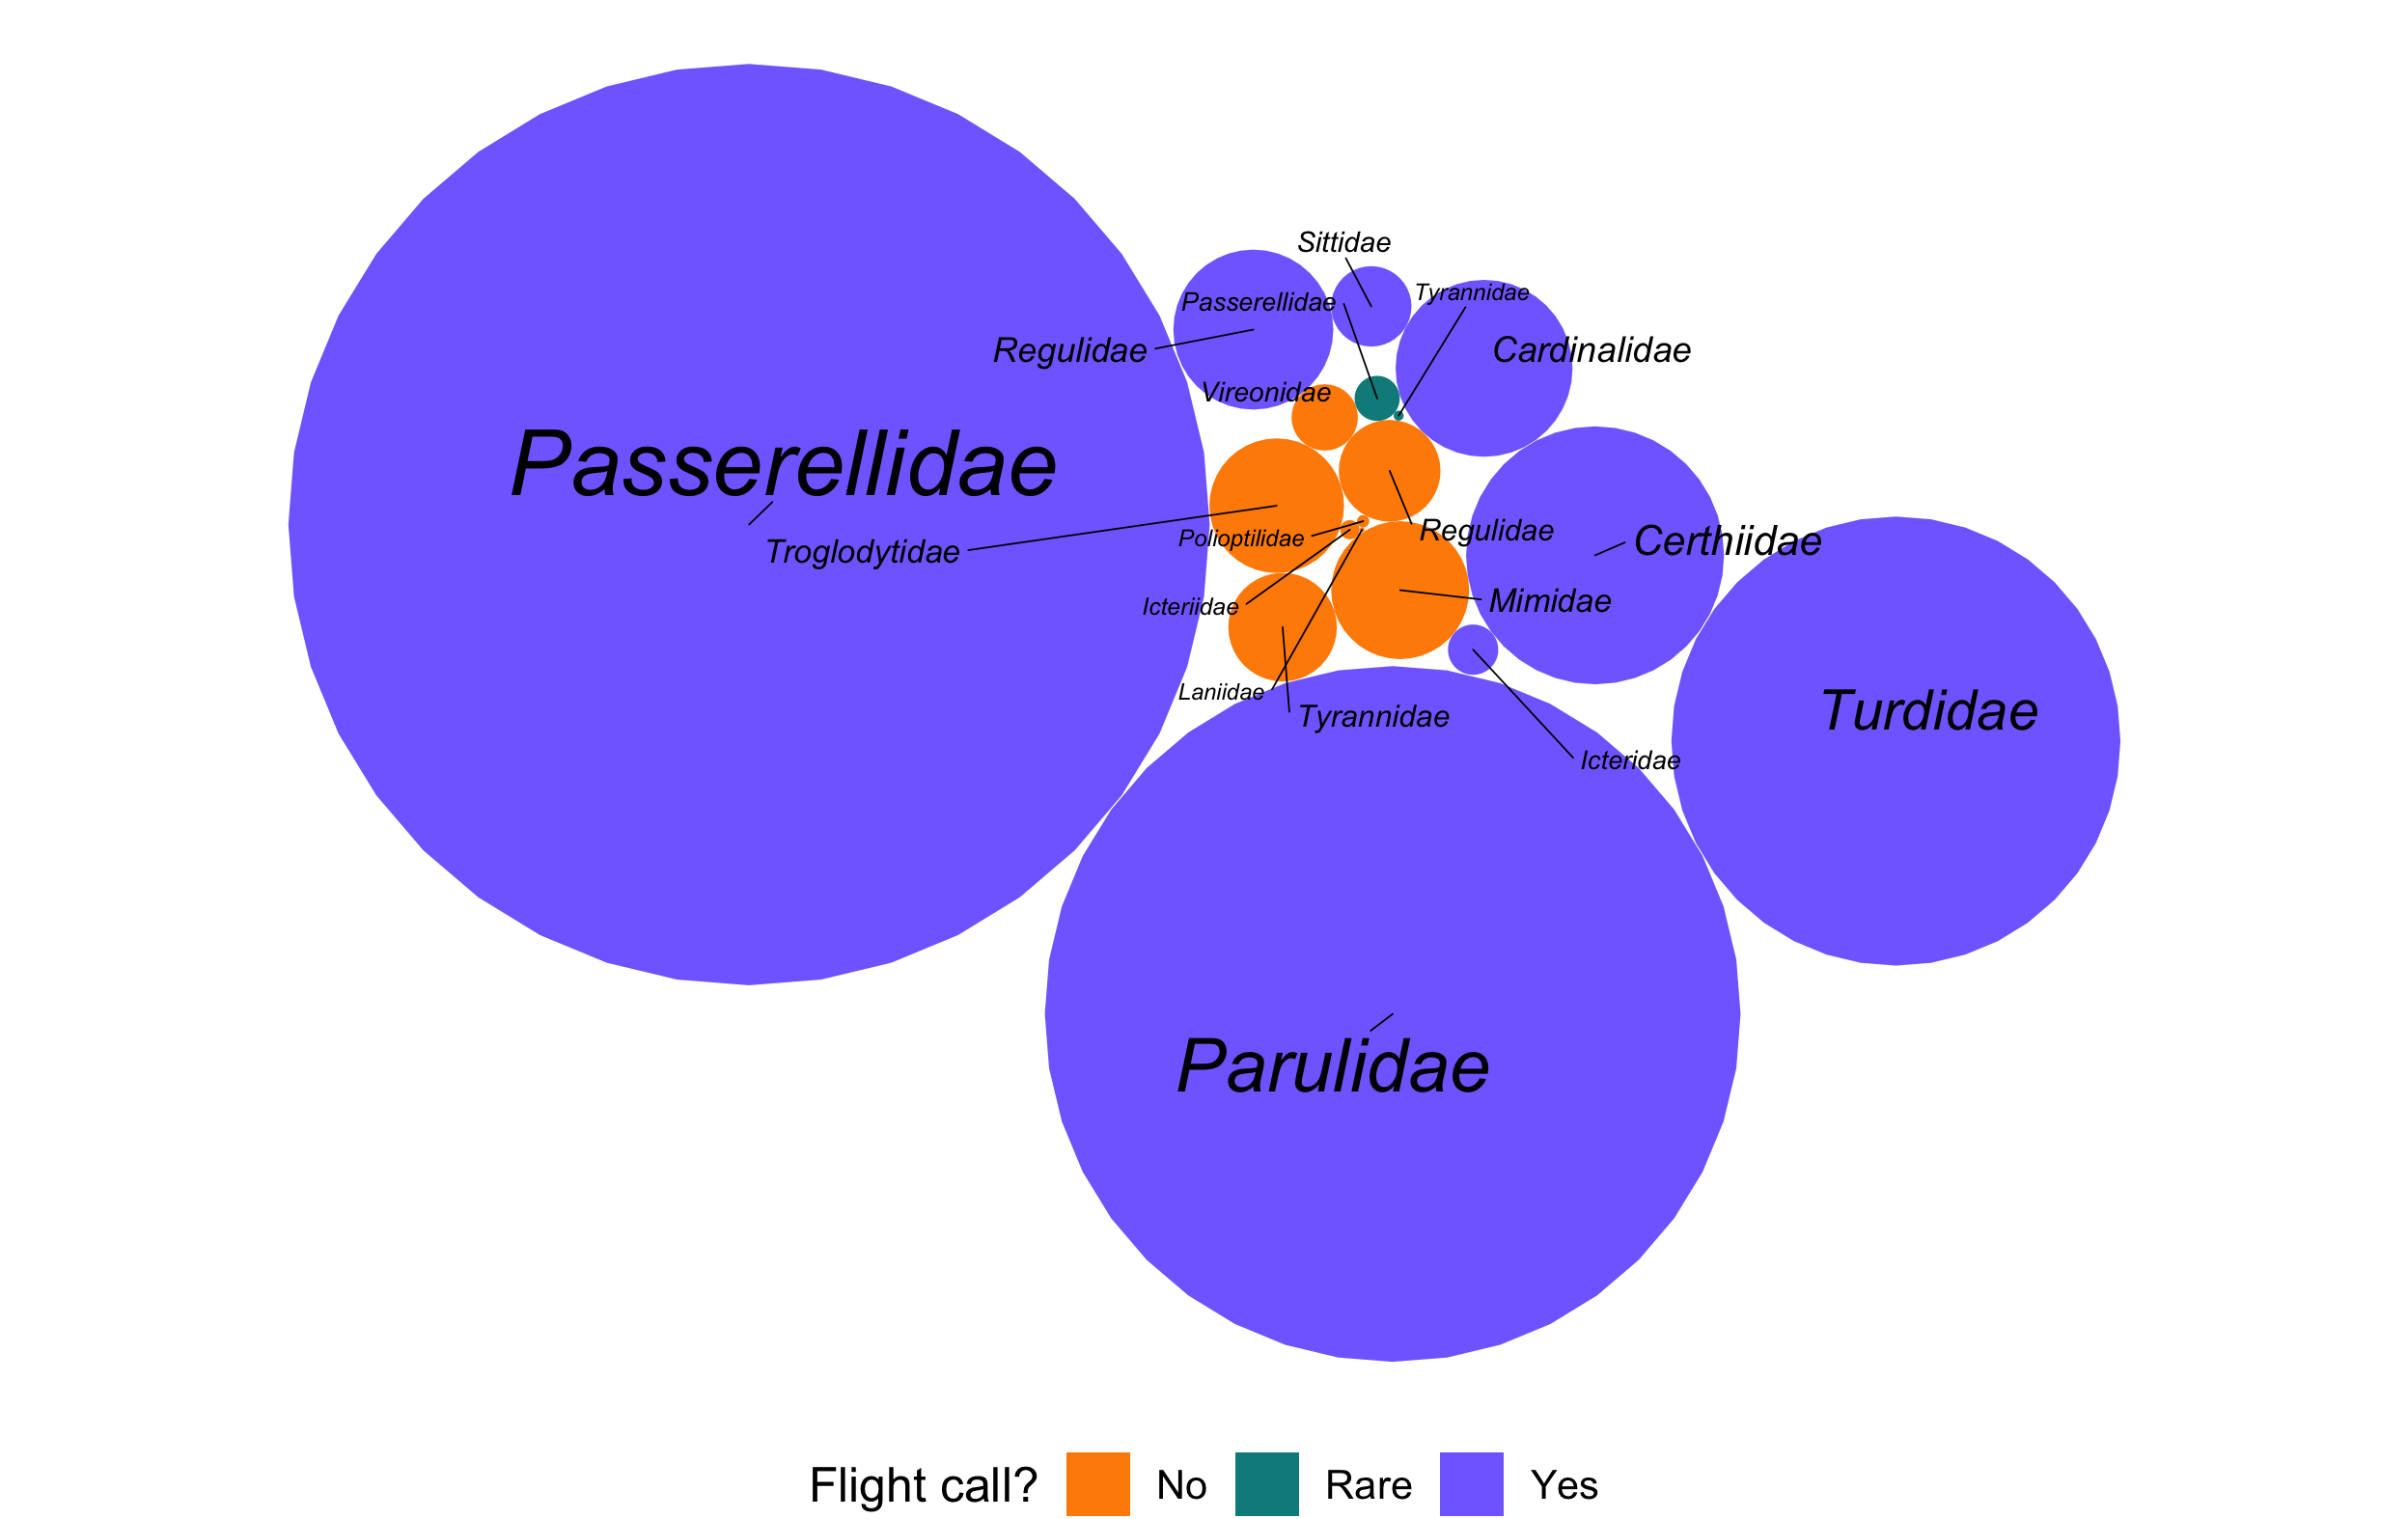 Sittidae
Passerellidae
Tyrannidae
Regulidae
Cardinalidae
Vireonidae
Passerellidae
Troglodytidae
Polioptilidae
Regulidae
Certhiidae
Icteriidae
Mimidae
Laniidae
Tyrannidae
Turdidae
Icteridae
Parulidae
Flight call? No Rare Yes